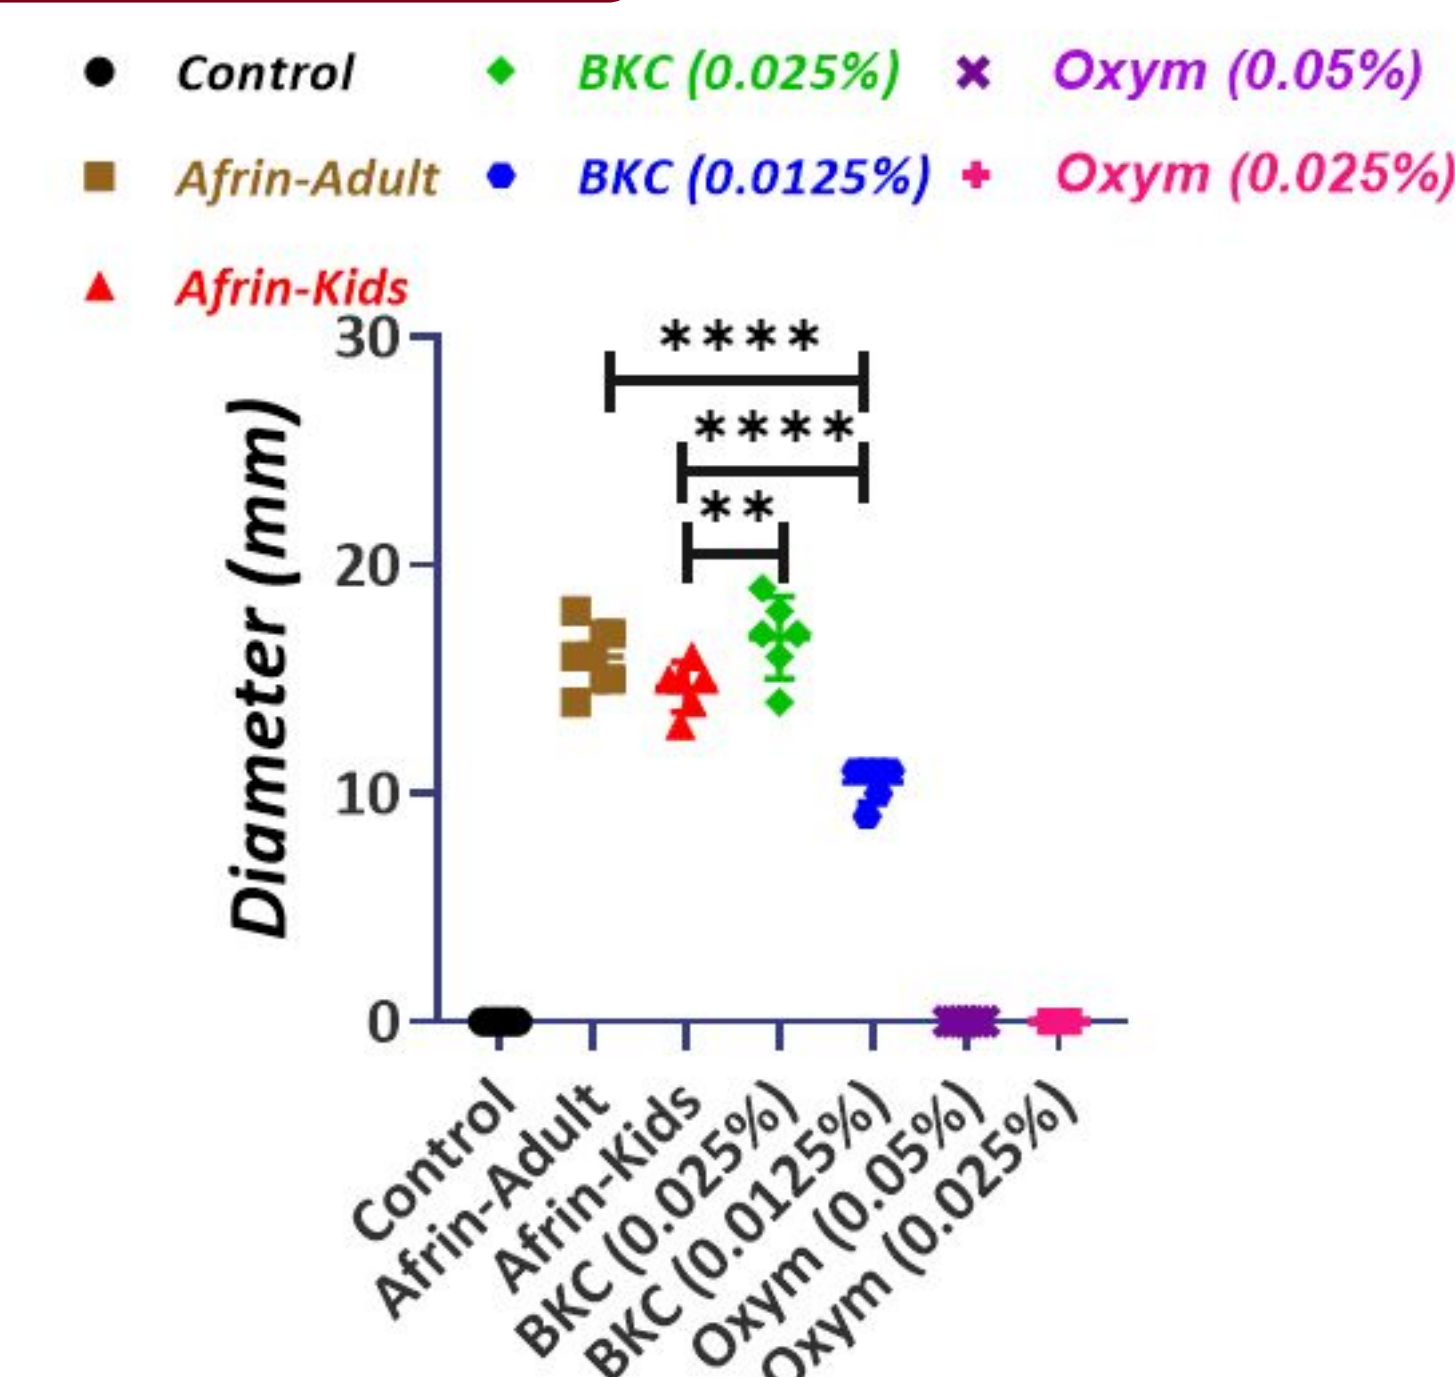 Control BKC (0.025%) Oxym (0.05%)
Afrin-Adult BKC (0.0125%) Oxym (0.025%)
Afrin-Kids
30
****
****
**
20
10
0
Diameter (mm)
Control
Afrin-Adult
Afrin-Kids
BKC (0.025%)
BKC (0.0125%)
Oxym (0.05%)
Oxym (0.025%)